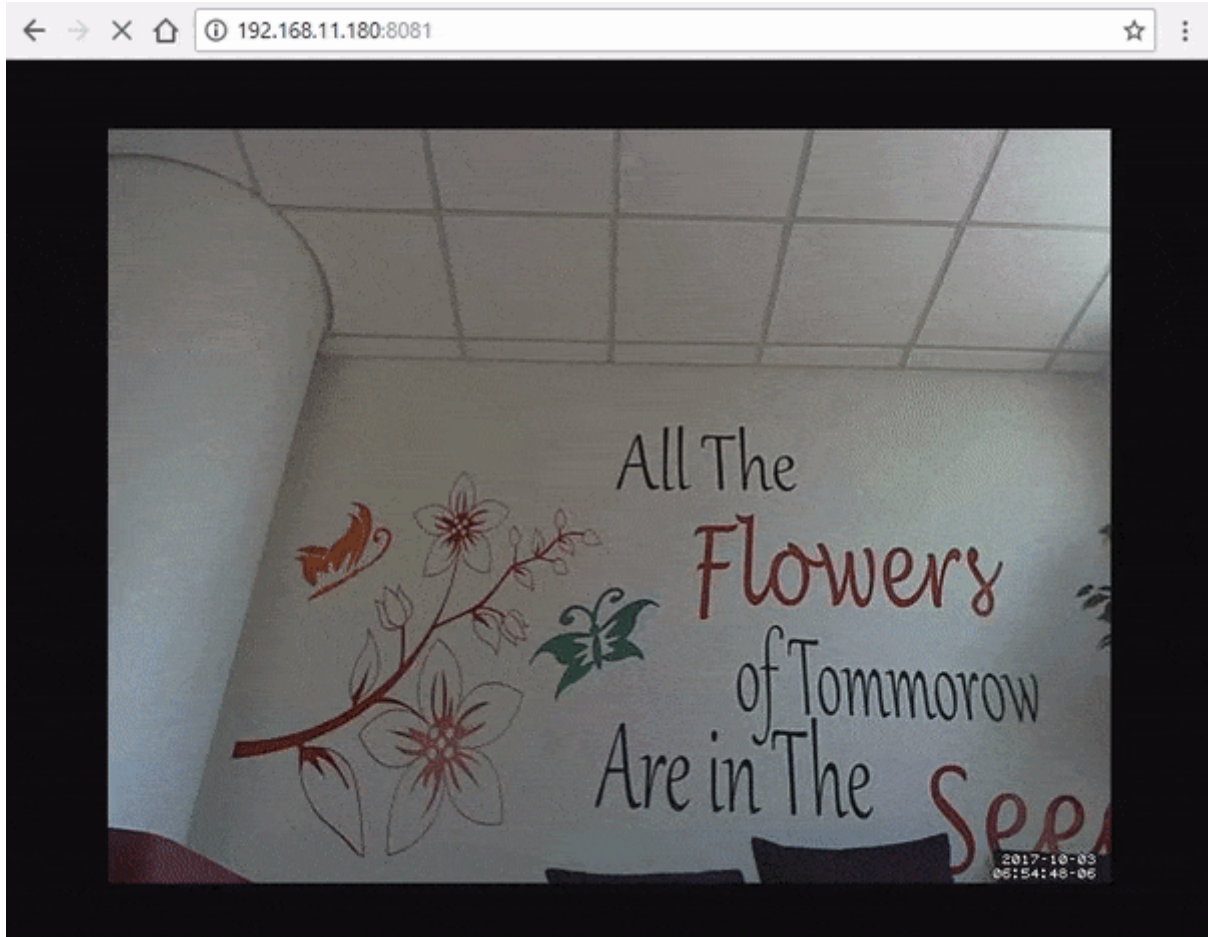 192.168.11.180:8081
All The
Flowers
of Tommorow
Are in The
See
2017-10-03
06:54:48-06